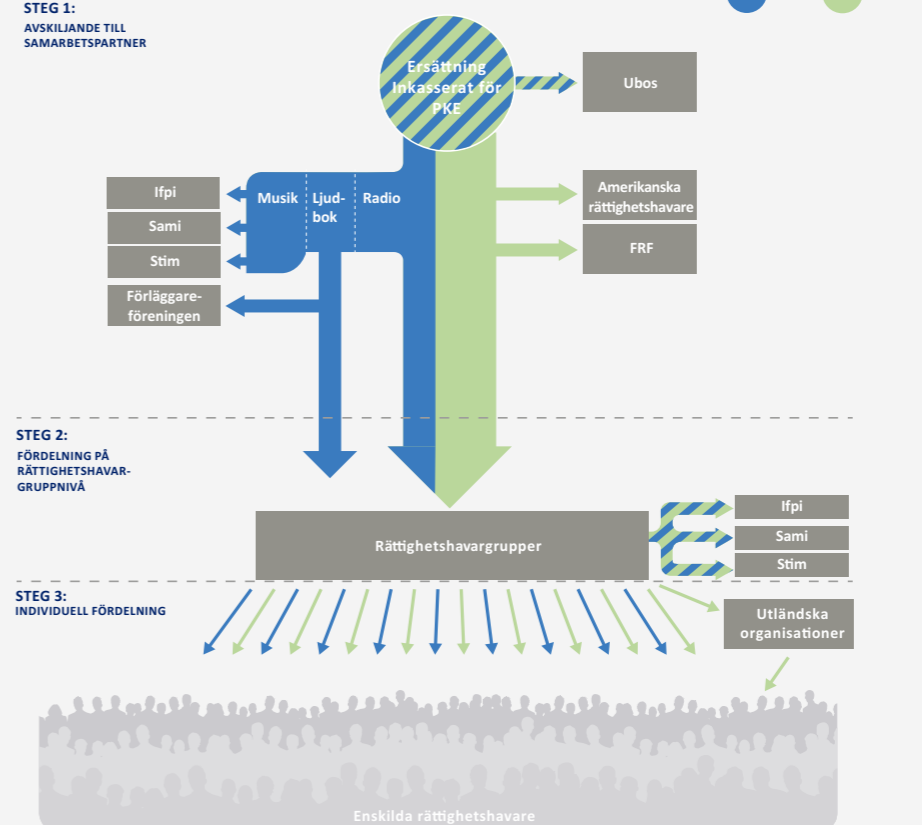 STEG 1:
AVSKILJANDE TILL
SAMARBETSPARTNER
Ersättning
Inkasserat för
PKE
Ubos
Ifpi
Sami
Stim
Förläggare-
föreningen
Musik
Ljud-
bok
Radio
Amerikanska
rättighetshavare
FRF
STEG 2:
FÖRDELNING PÅ
RÄTTIGHETSHAVAR-
GRUPPNIVÅ
Rättighetshavargrupper
Ifpi
Sami
Stim
STEG 3:
INDIVIDUELL FÖRDELNING
Utländska
organisationer
Enskilda rättighetshavare